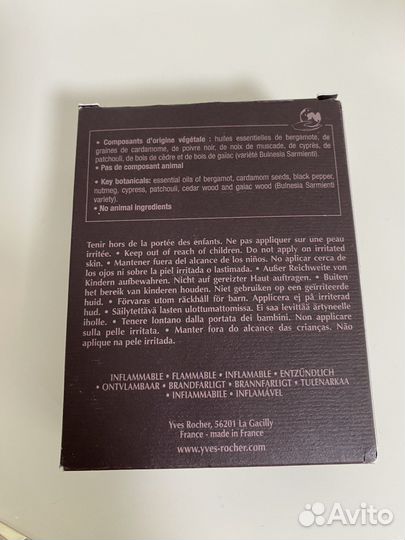 • Composants d'origine végétale : huiles essentielles de bergamote, de
graines de cardamome, de poivre noir, de noix de muscade, de cyprès, de
patchouli, de bois de cèdre et de bois de gaïac (variété Bulnesia Sarmienti)
• Pas de composant animal
• Key botanicals: essential oils of bergamot, cardamom seeds, black pepper,
nutmeg, cypress, patchouli, cedar wood and gaiac wood (Bulnesia Sarmienti
variety).
• No animal ingredients
Tenir hors de la portée des enfants. Ne pas appliquer sur une peau
irritée. • Keep out of reach of children. Do not apply on irritated
skin. • Mantener fuera del alcance de los niños. No aplicar cerca de
los ojos ni sobre la piel irritada o lastimada. • Außer Reichweite von
Kindern aufbewahren. Nicht auf gereizter Haut auftragen. • Buiten
het bereik van kinderen houden. Niet gebruiken op een geïrriteerde
huid. • Förvaras utom räckhåll för barn. Applicera ej på irriterad
hud. • Säilytettävä lasten ulottumattomissa. Ei saa levittää ärtyneelle
iholle. • Tenere lontano dalla portata dei bambini. Non applicare
sulla pelle irritata. • Manter fora do alcance das crianças. Não
aplique na pele irritada.
INFLAMMABLE • FLAMMABLE • INFLAMABLE • ENTZÜNDLICH
• ONTVLAMBAAR • BRANDFARLIGT • BRANNFARLIGT • TULENARKAA
• INFIAMMABILE • INFLAMÁVEL
Yves Rocher, 56201 La Gacilly
France - made in France
www.yves-rocher.com
Avito